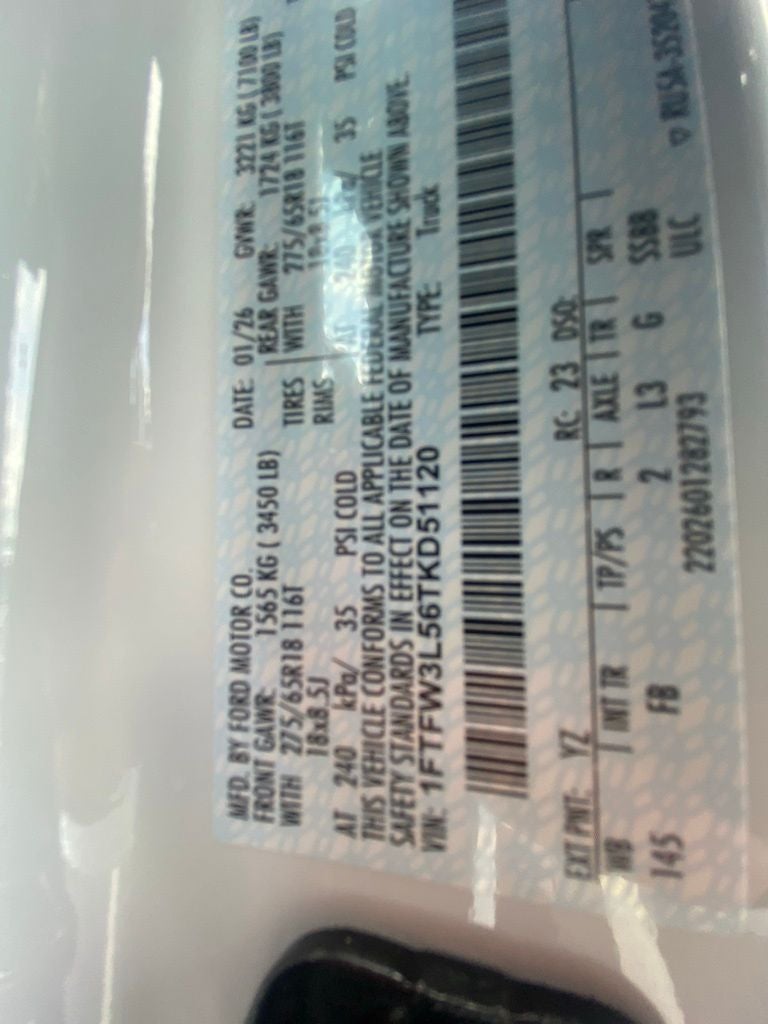 MFD. BY FORD MOTOR CO. DATE: 01/26 GVWR: 3221 KG ( 7100 LB)
FRONT GAWR: 1565 KG ( 3450 LB) REAR GAWR: 1724 KG ( 3800 LB)
WITH 275/65R18 116T TIRES WITH 275/65R18 116T
18x8.5J RIMS 18x8.5J
AT 240 kPa/ 35 PSI COLD AT 240 kPa/ 35 PSI COLD
THIS VEHICLE CONFORMS TO ALL APPLICABLE FEDERAL MOTOR VEHICLE
SAFETY STANDARDS IN EFFECT ON THE DATE OF MANUFACTURE SHOWN ABOVE.
VIN: 1FTFW3L56TKD51120 TYPE: Truck
EXT PNT: YZ RC: 23 DSO:
WB | INT TR | TP/PS | R | AXLE | TR | SPR |
145 FB 2 L3 G SSBB
2202601282793 ULC